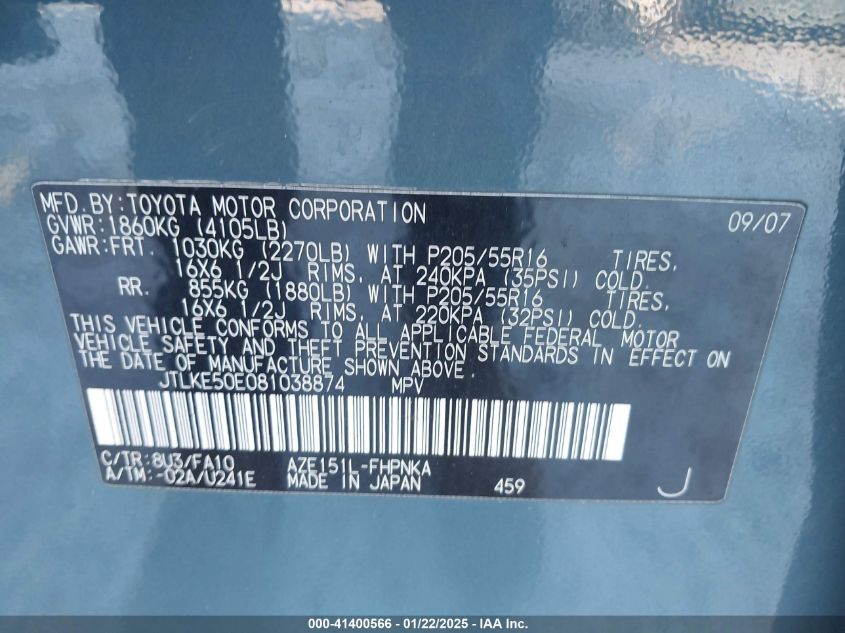 MFD. BY: TOYOTA MOTOR CORPORATION 09/07
GVWR: 1860KG (4105LB)
GAWR: FRT. 1030KG (2270LB) WITH P205/55R16 TIRES,
16X6 1/2J RIMS, AT 240KPA (35PSI) COLD.
RR. 855KG (1880LB) WITH P205/55R16 TIRES,
16X6 1/2J RIMS, AT 220KPA (32PSI) COLD.
THIS VEHICLE CONFORMS TO ALL APPLICABLE FEDERAL MOTOR
VEHICLE SAFETY AND THEFT PREVENTION STANDARDS IN EFFECT ON
THE DATE OF MANUFACTURE SHOWN ABOVE.
JTLKE50E081038874 MPV
C/TR: 8U3/FA10 AZE151L-FHPNKA
A/TM: -02A/U241E MADE IN JAPAN 459 J
000-41400566 - 01/22/2025 - IAA Inc.